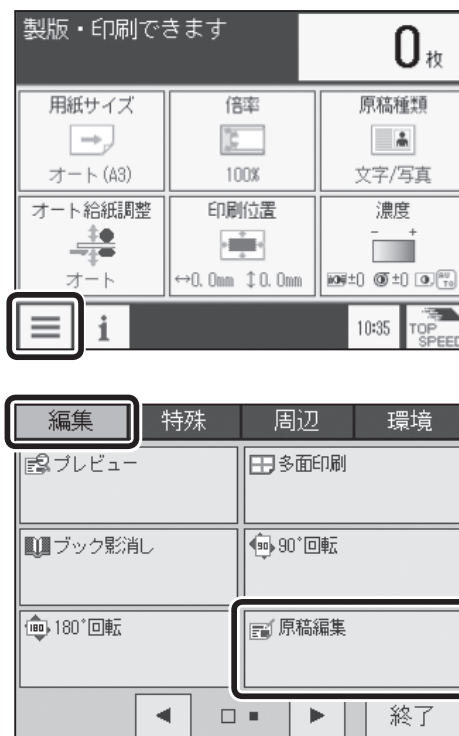 製版・印刷できます
0枚
用紙サイズ
オート(A3)
倍率
100%
原稿種類
文字/写真
オート給紙調整
オート
印刷位置
↔0.0mm ↕0.0mm
濃度
- +
±0 ±0 AUTO
i
10:35
TOP
SPEED
編集 特殊 周辺 環境
プレビュー
多面印刷
ブック影消し
90 90°回転
180 180°回転
原稿編集
◀ □ ■ ▶ 終了